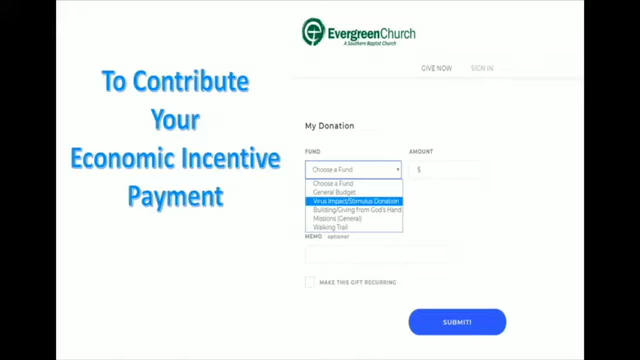 To Contribute
Your
Economic Incentive
Payment
EvergreenChurch
A Southern Baptist Church
GIVE NOW SIGN IN
My Donation
FUND AMOUNT
Choose a Fund $
Choose a Fund
General Budget
Virus Impact/Stimulus Donation
Building/Giving from God's Hand
Missions (General)
Walking Trail
MEMO optional
MAKE THIS GIFT RECURRING
SUBMIT!